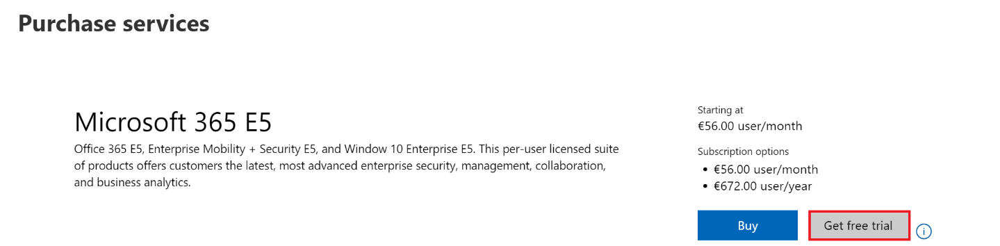 Purchase services
Microsoft 365 E5
Office 365 E5, Enterprise Mobility + Security E5, and Window 10 Enterprise E5. This per-user licensed suite
of products offers customers the latest, most advanced enterprise security, management, collaboration,
and business analytics.
Starting at
€56.00 user/month
Subscription options
• €56.00 user/month
• €672.00 user/year
Buy
Get free trial
i